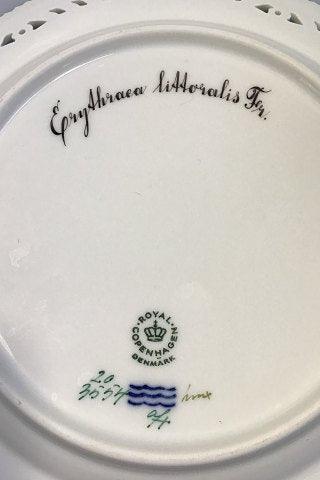 Erythraea littoralis Fr.
ROYAL
COPENHAGEN
DENMARK
20
3554